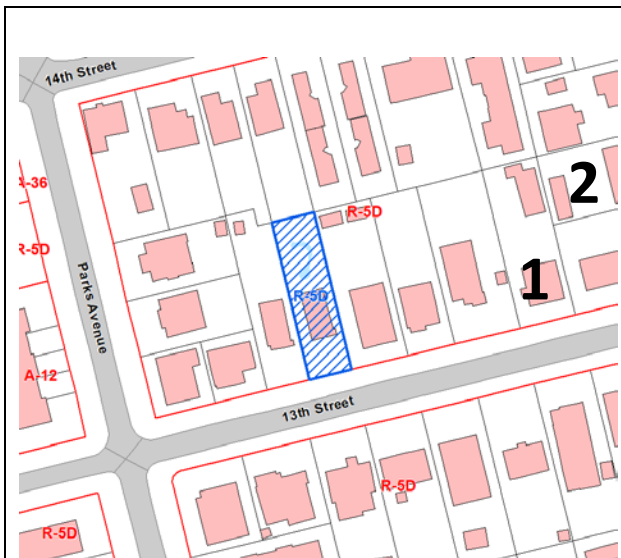 14th Street
A-36
2
R-5D
R-5D
Parks Avenue
1
R-5D
A-12
13th Street
R-5D
R-5D